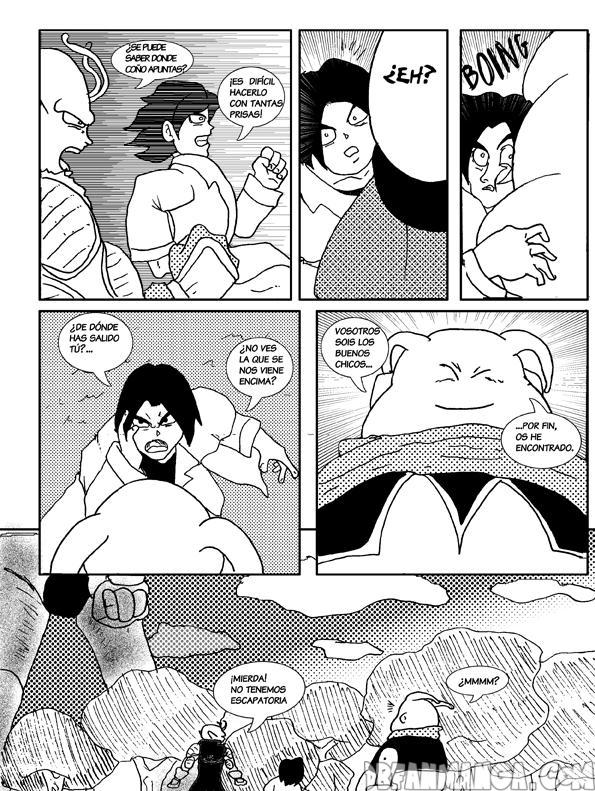 ¿SE PUEDE
SABER DONDE
COÑO APUNTAS?
¡ES DIFÍCIL
HACERLO
CON TANTAS
PRISAS!
¿EH?
BOING
¿DE DÓNDE
HAS SALIDO
TÚ?...
¿NO VES
LA QUE SE
NOS VIENE
ENCIMA?
VOSOTROS
SOIS LOS
BUENOS
CHICOS...
...POR FIN,
OS HE
ENCONTRADO.
¡MIERDA!
NO TENEMOS
ESCAPATORIA
¿MMMM?
DBFANMANGA.COM